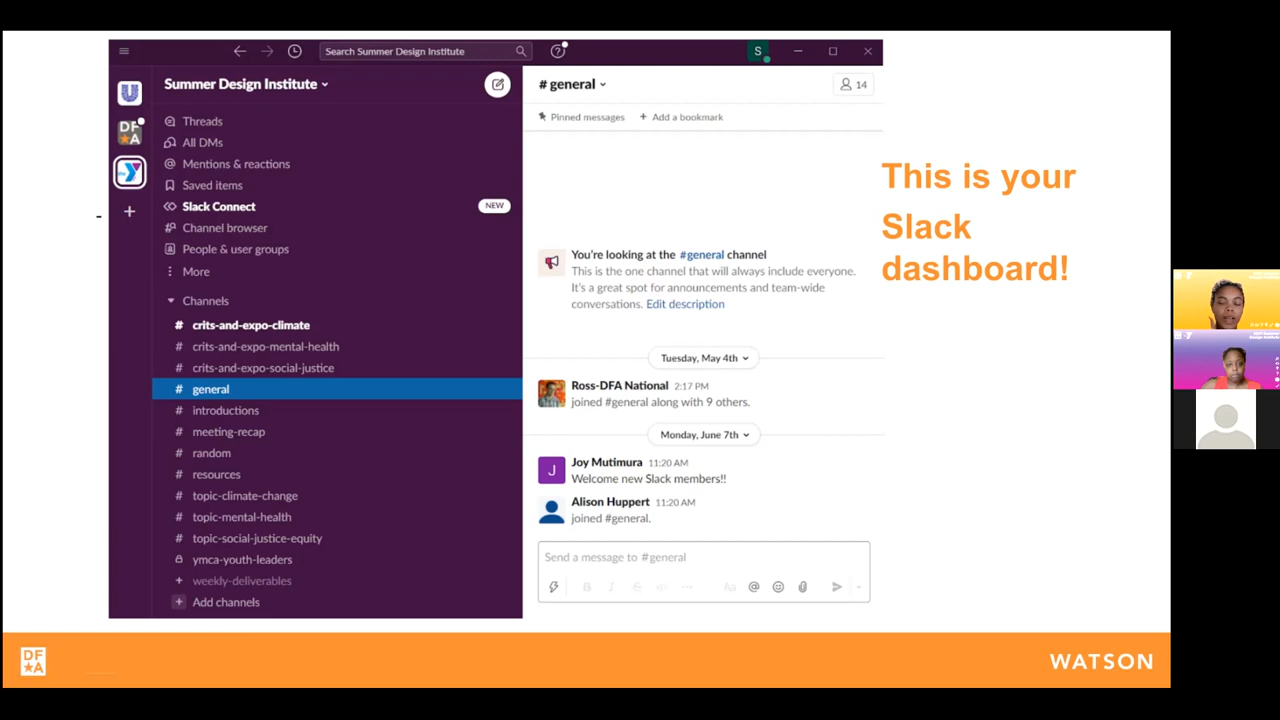 Search Summer Design Institute
S
Summer Design Institute
# general
14
Pinned messages
+ Add a bookmark
DF
A
Threads
All DMs
Mentions & reactions
Saved items
Slack Connect
NEW
Channel browser
People & user groups
More
Channels
# crits-and-expo-climate
# crits-and-expo-mental-health
# crits-and-expo-social-justice
# general
# introductions
# meeting-recap
# random
# resources
# topic-climate-change
# topic-mental-health
# topic-social-justice-equity
ymca-youth-leaders
+ weekly-deliverables
+ Add channels
You're looking at the #general channel
This is the one channel that will always include everyone.
It's a great spot for announcements and team-wide
conversations. Edit description
Tuesday, May 4th
Ross-DFA National 2:17 PM
joined #general along with 9 others.
Monday, June 7th
J
Joy Mutimura 11:20 AM
Welcome new Slack members!!
Alison Huppert 11:20 AM
joined #general.
Send a message to #general
B I S Aa @
This is your
Slack
dashboard!
DF
A
WATSON